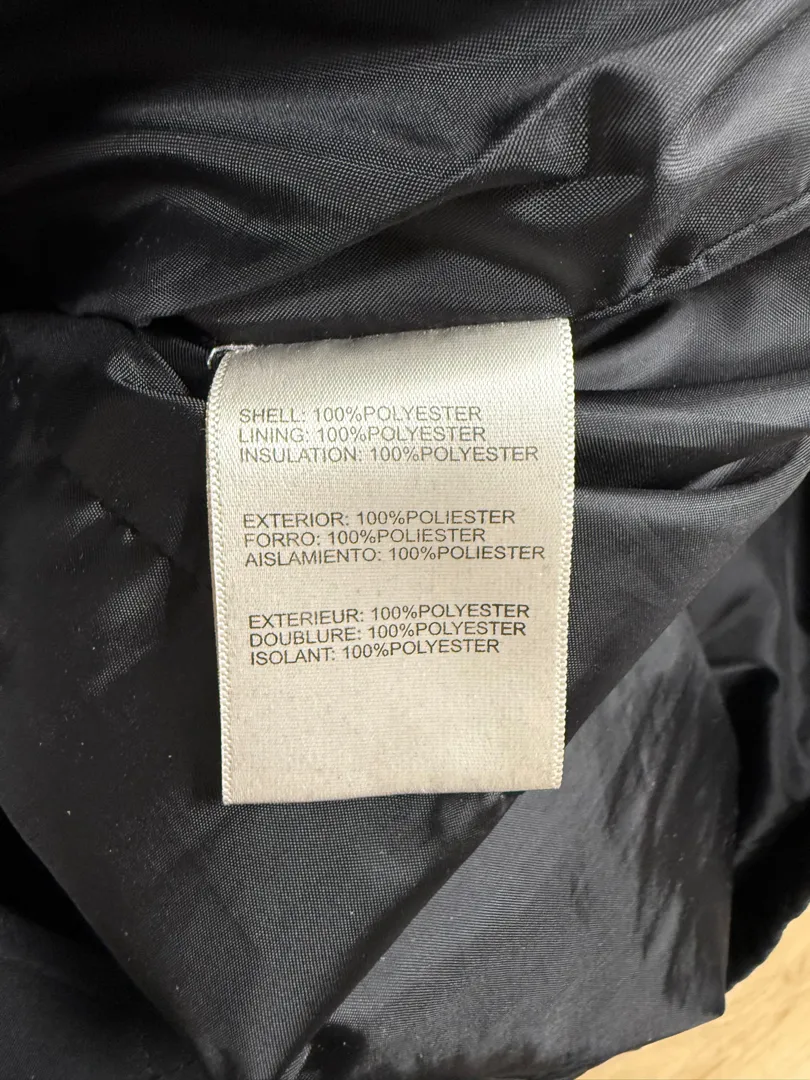 SHELL: 100%POLYESTER
LINING: 100%POLYESTER
INSULATION: 100%POLYESTER
EXTERIOR: 100%POLIESTER
FORRO: 100%POLIESTER
AISLAMIENTO: 100%POLIESTER
EXTERIEUR: 100%POLYESTER
DOUBLURE: 100%POLYESTER
ISOLANT: 100%POLYESTER